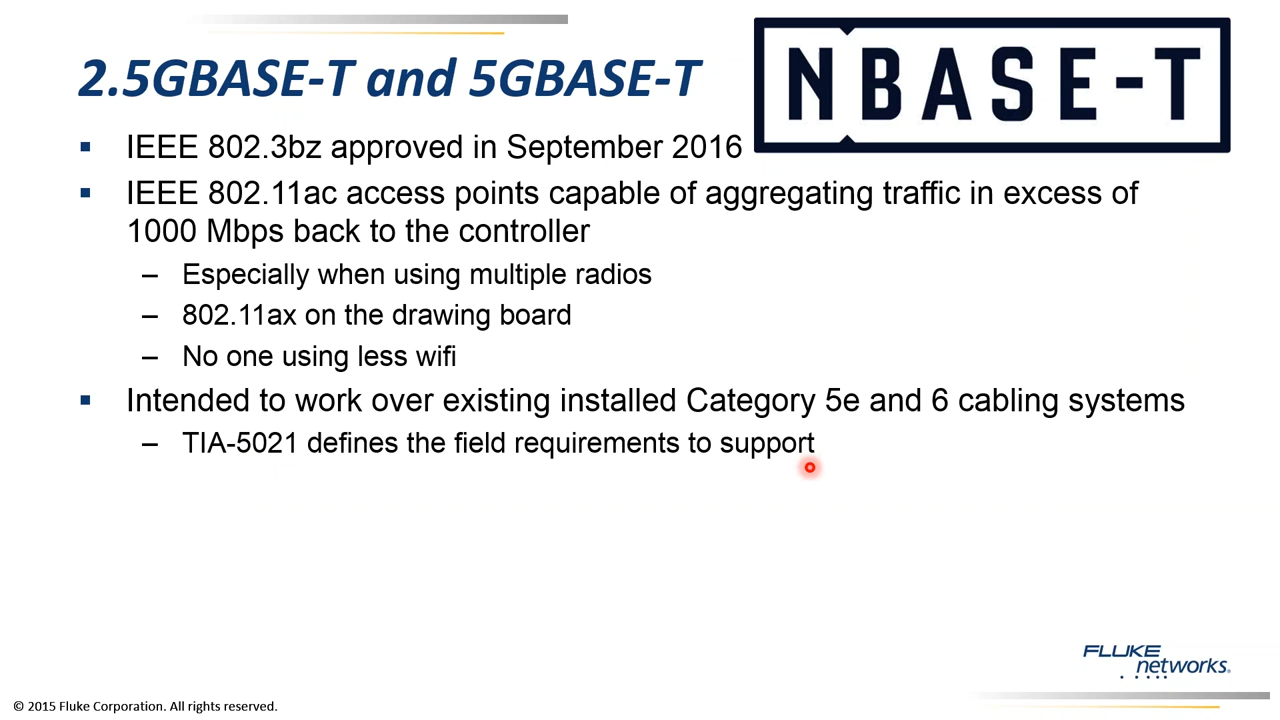 2.5GBASE-T and 5GBASE-T
NBASE-T
▪ IEEE 802.3bz approved in September 2016
▪ IEEE 802.11ac access points capable of aggregating traffic in excess of
1000 Mbps back to the controller
– Especially when using multiple radios
– 802.11ax on the drawing board
– No one using less wifi
▪ Intended to work over existing installed Category 5e and 6 cabling systems
– TIA-5021 defines the field requirements to support
FLUKE
networks®
© 2015 Fluke Corporation. All rights reserved.